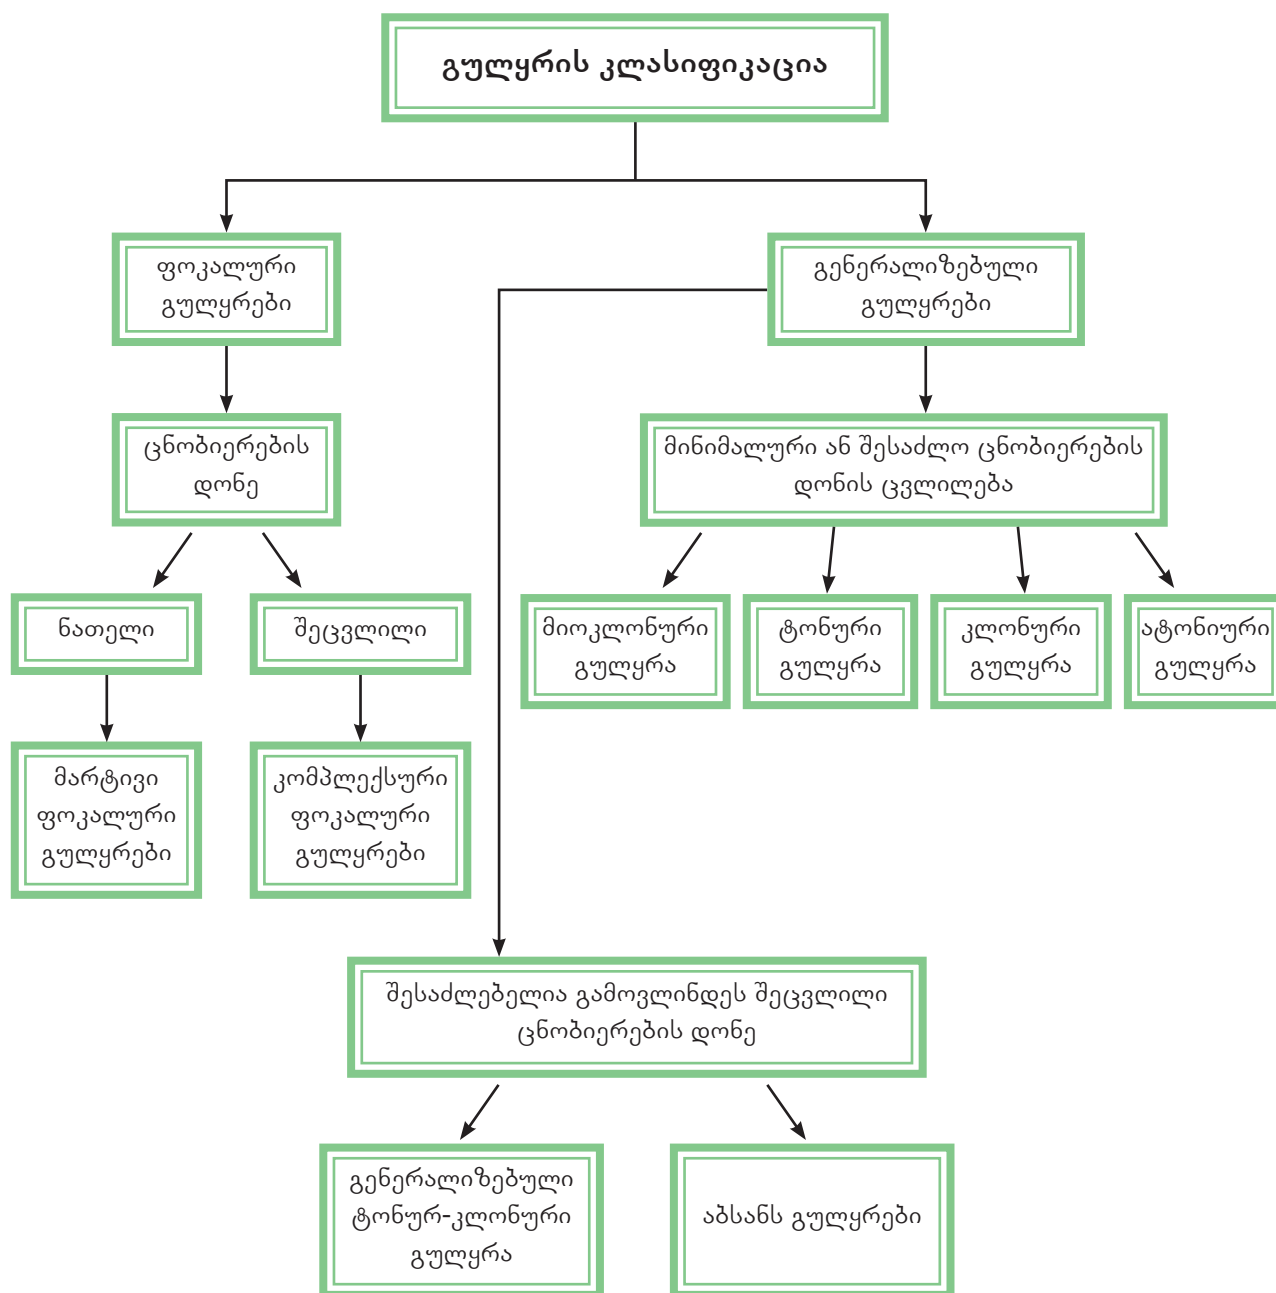 გულყრის კლასიფიკაცია
ფოკალური
გულყრები
გენერალიზებული
გულყრები
ცნობიერების
დონე
მინიმალური ან შესაძლო ცნობიერების
დონის ცვლილება
ნათელი
შეცვლილი
მიოკლონური
გულყრა
ტონური
გულყრა
კლონური
გულყრა
ატონიური
გულყრა
მარტივი
ფოკალური
გულყრები
კომპლექსური
ფოკალური
გულყრები
შესაძლებელია გამოვლინდეს შეცვლილი
ცნობიერების დონე
გენერალიზებული
ტონურ-კლონური
გულყრა
აბსანს გულყრები